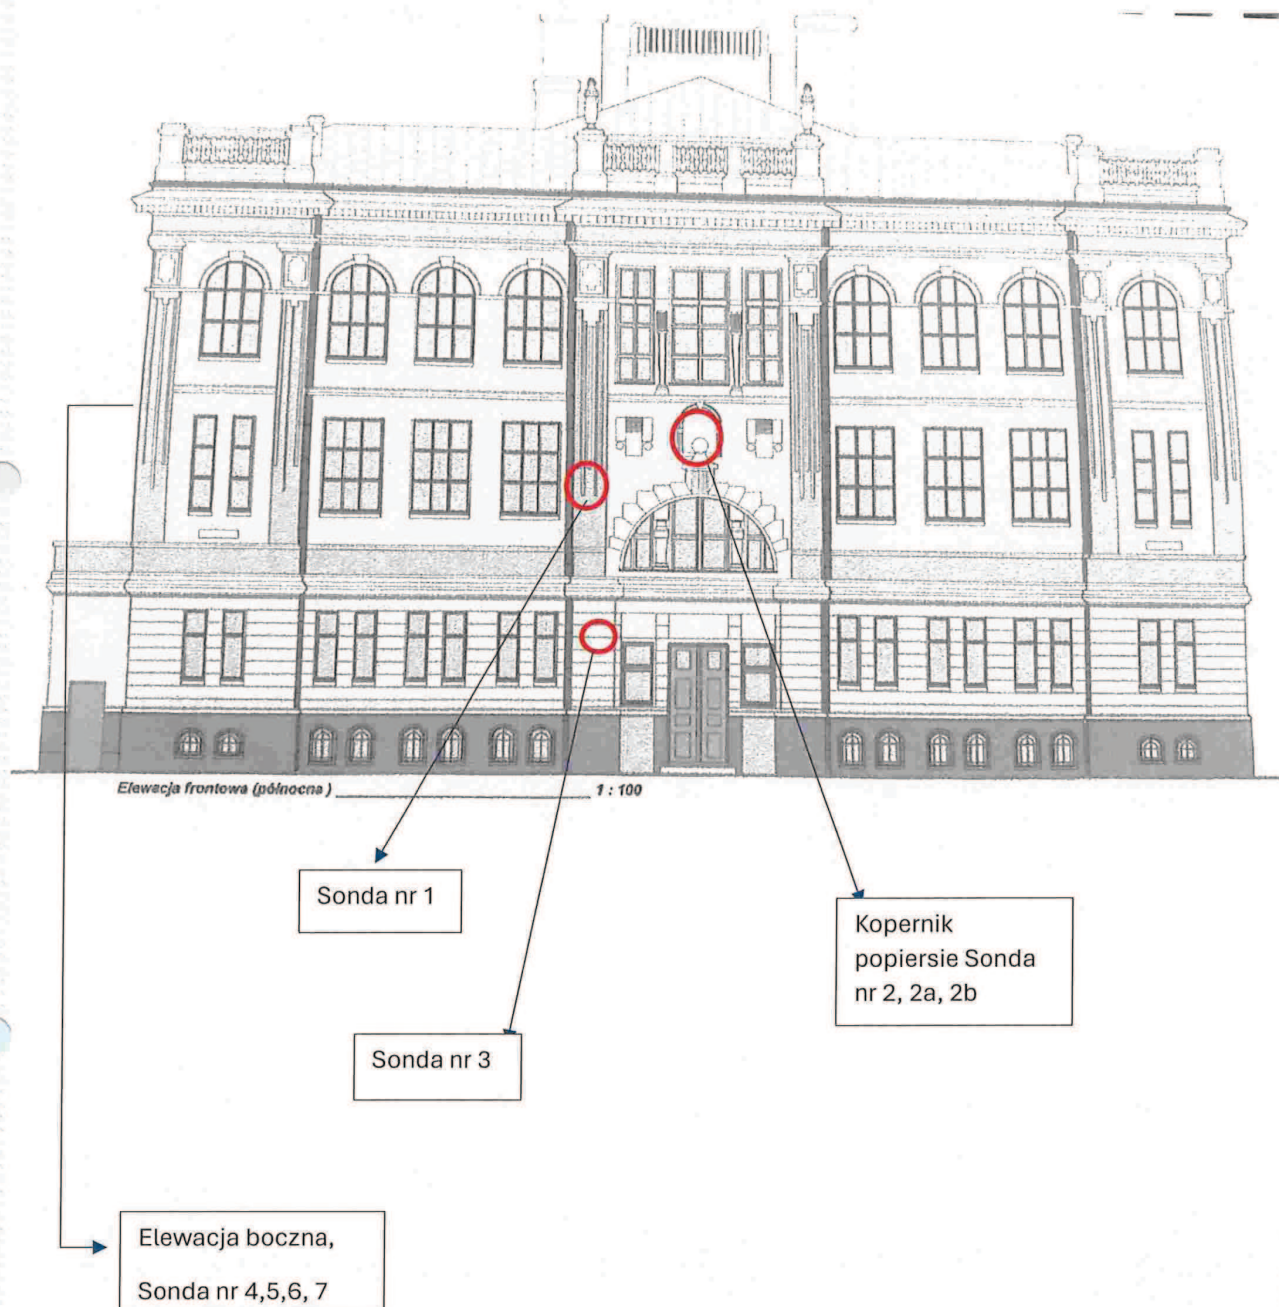 Elewacja frontowa (północna) 1 : 100
Sonda nr 1
Kopernik
popiersie Sonda
nr 2, 2a, 2b
Sonda nr 3
Elewacja boczna,
Sonda nr 4,5,6, 7